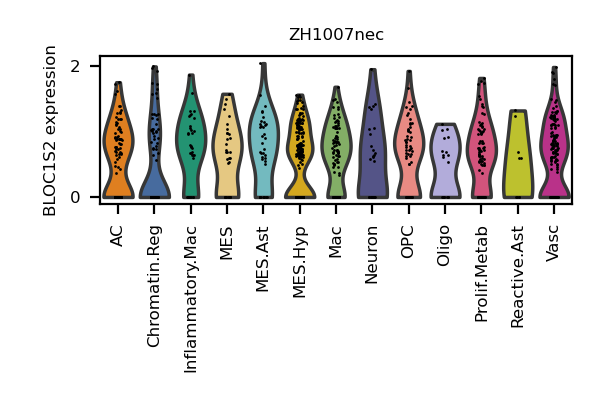 ZH1007nec
BLOC1S2 expression
2
0
AC
Chromatin.Reg
Inflammatory.Mac
MES
MES.Ast
MES.Hyp
Mac
Neuron
OPC
Oligo
Prolif.Metab
Reactive.Ast
Vasc